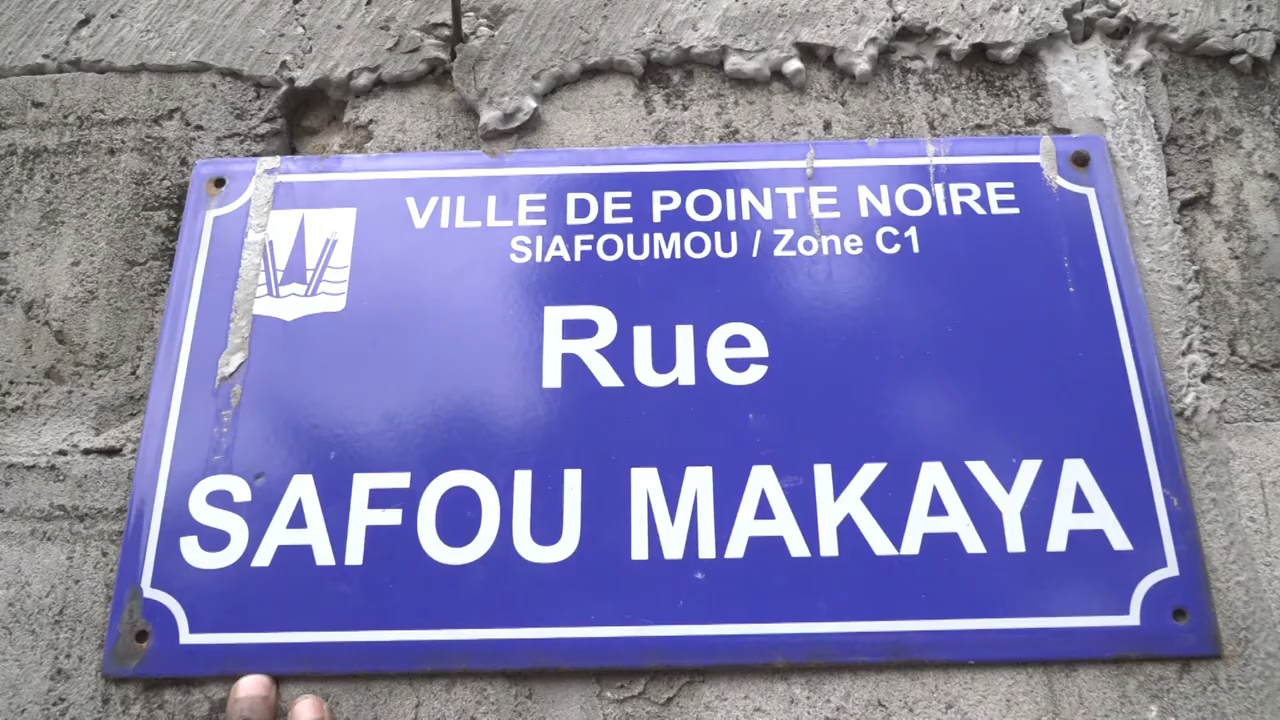 VILLE DE POINTE NOIRE
SIAFOUMOU / Zone C1
Rue
SAFOU MAKAYA